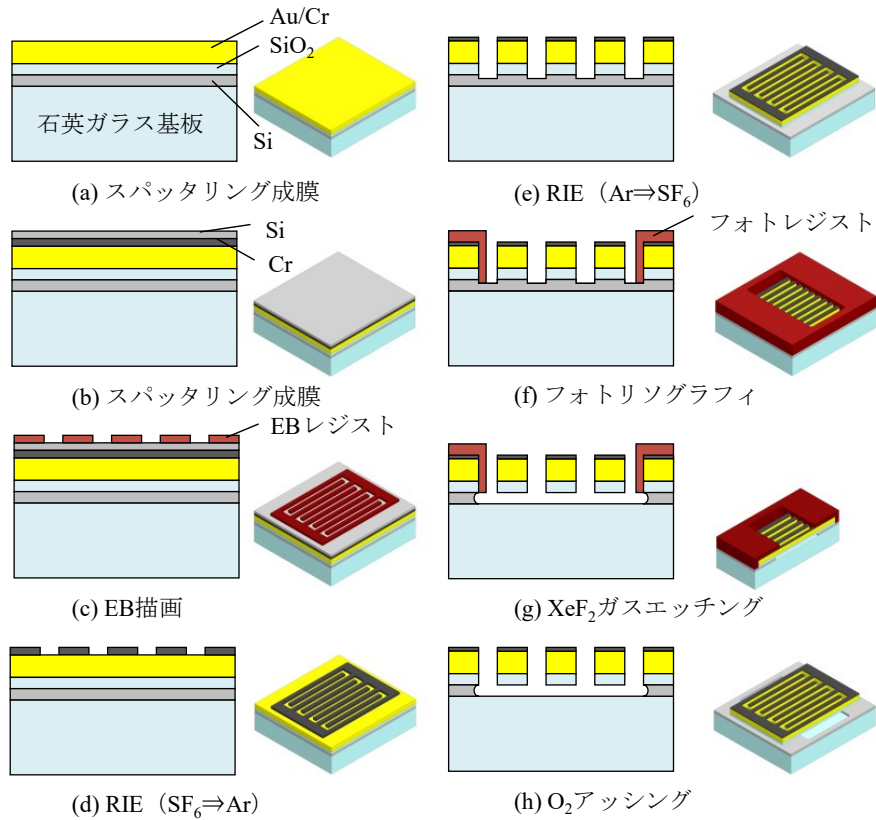 Au/Cr
SiO2
石英ガラス基板
Si
(a) スパッタリング成膜
Si
Cr
(b) スパッタリング成膜
EBレジスト
(c) EB描画
(d) RIE（SF6⇒Ar）
(e) RIE（Ar⇒SF6）
フォトレジスト
(f) フォトリソグラフィ
(g) XeF2ガスエッチング
(h) O2アッシング